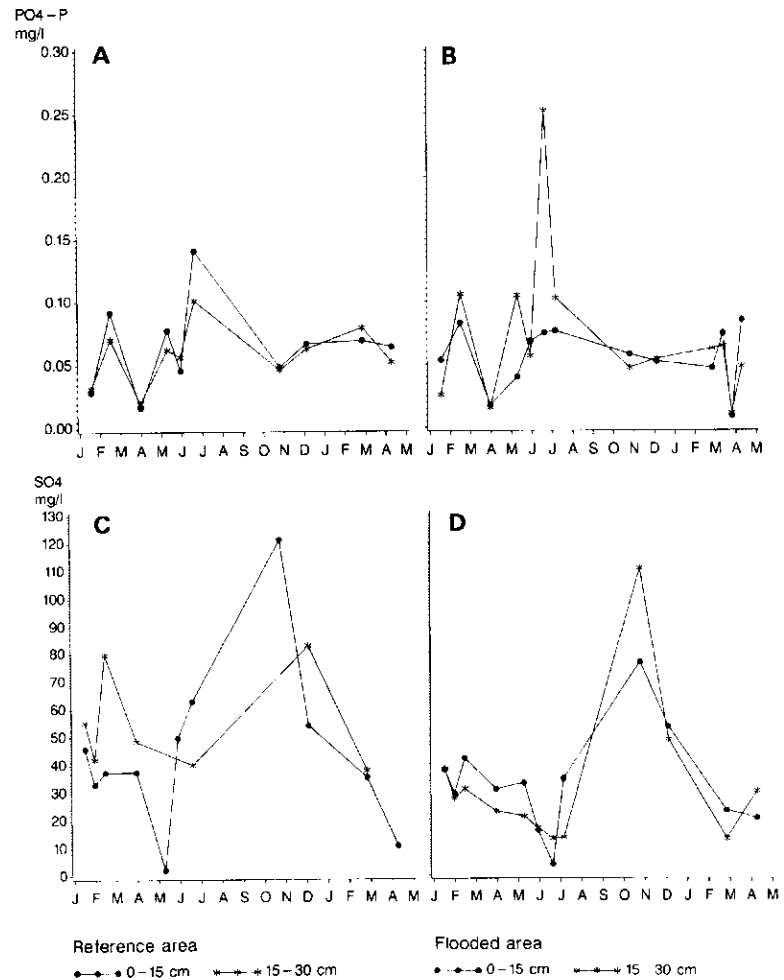 PO4–P
mg/l
A
B
0.30
0.25
0.20
0.15
0.10
0.05
0.00
J F M A M J J A S O N D J F M A M
J F M A M J J A S O N D J F M A M
SO4
mg/l
C
D
130
120
110
100
90
80
70
60
50
40
30
20
10
0
J F M A M J J A S O N D J F M A M
J F M A M J J A S O N D J F M A M
Reference area
0–15 cm
15–30 cm
Flooded area
0–15 cm
15 30 cm